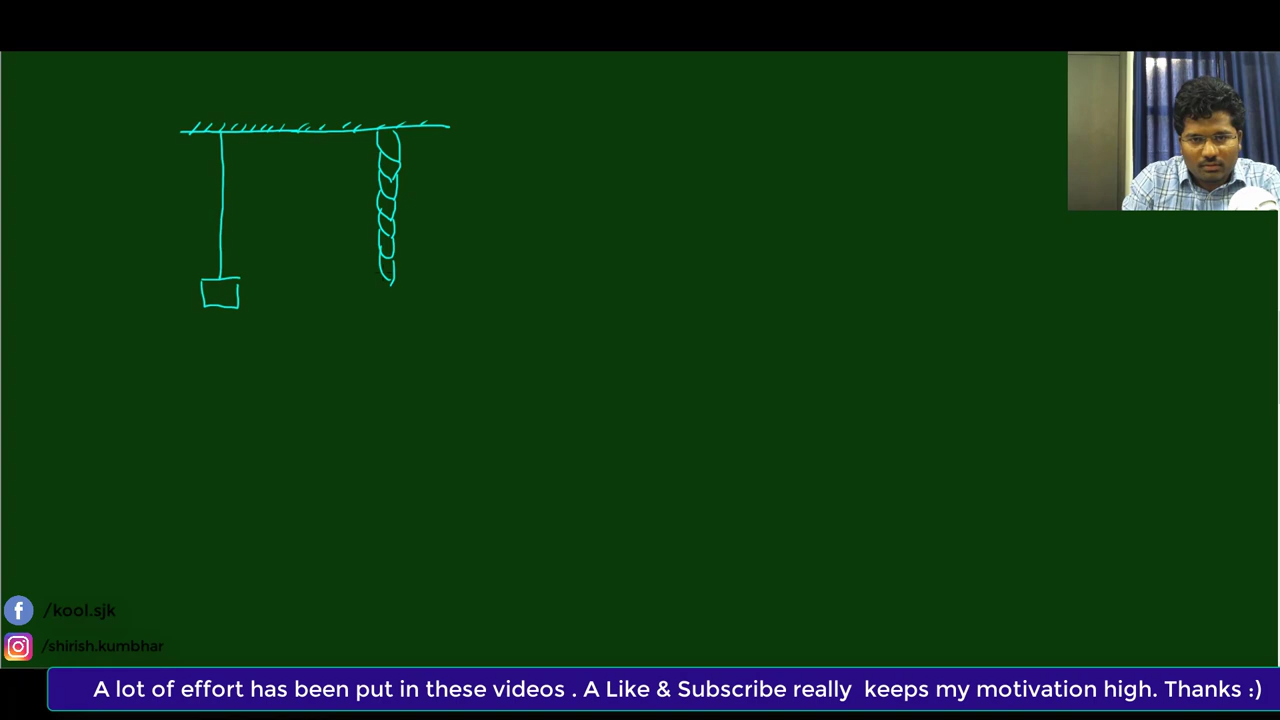 /kool.sjk
/shirish.kumbhar
A lot of effort has been put in these videos . A Like & Subscribe really keeps my motivation high. Thanks :)